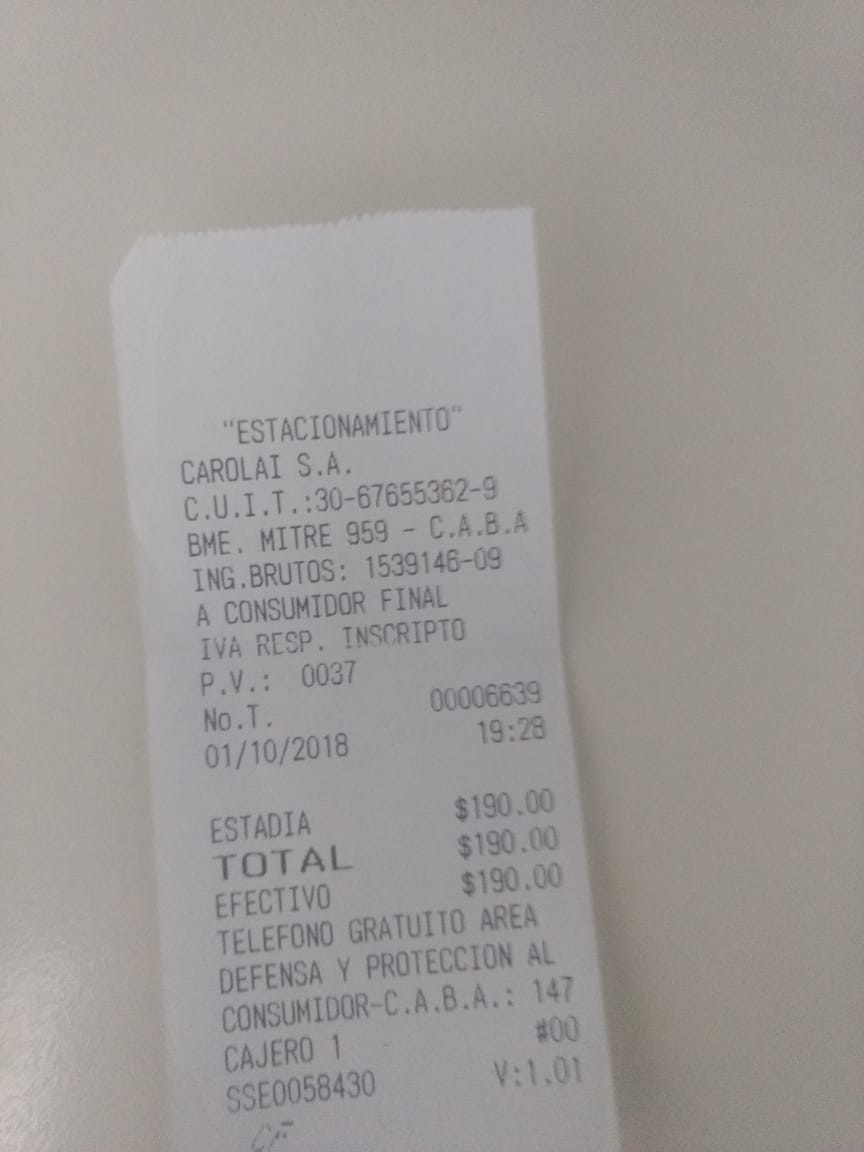 "ESTACIONAMIENTO"
CAROLAI S.A.
C.U.I.T.:30-67655362-9
BME. MITRE 959 - C.A.B.A
ING.BRUTOS: 1539146-09
A CONSUMIDOR FINAL
IVA RESP. INSCRIPTO
P.V.: 0037
No.T. 00006639
01/10/2018 19:28
ESTADIA $190.00
TOTAL $190.00
EFECTIVO $190.00
TELEFONO GRATUITO AREA
DEFENSA Y PROTECCION AL
CONSUMIDOR-C.A.B.A.: 147
CAJERO 1 #00
SSE0058430 V:1.01
CF